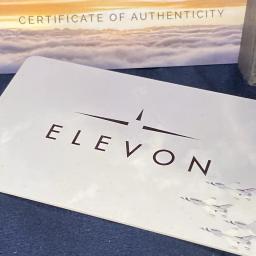 CERTIFICATE OF AUTHENTICITY
ELEVON